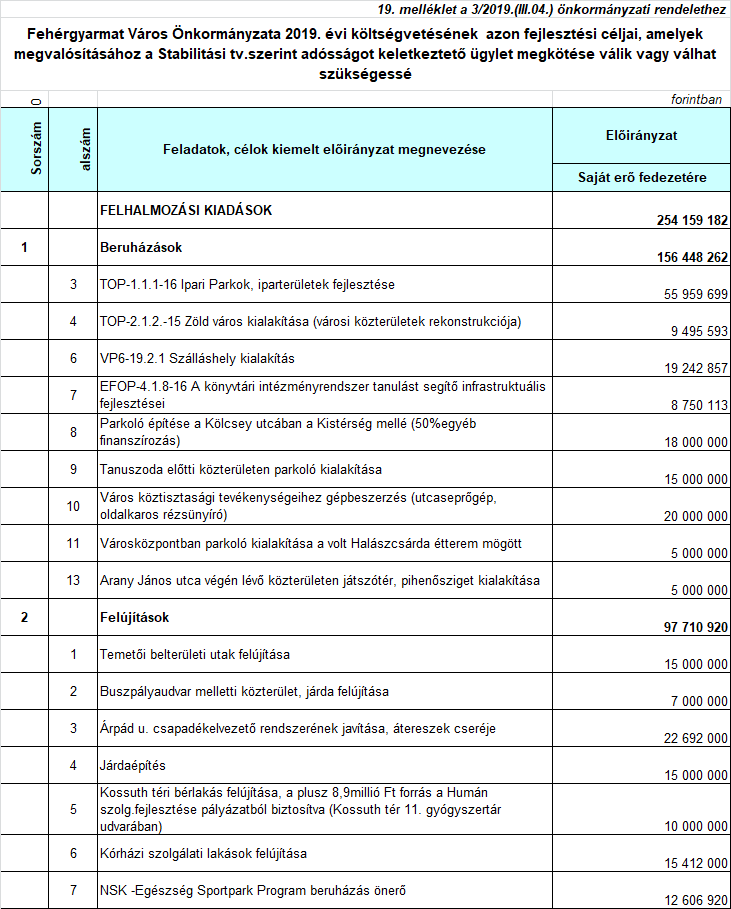 19. melléklet a 3/2019.(III.04.) önkormányzati rendelethez
Fehérgyarmat Város Önkormányzata 2019. évi költségvetésének azon fejlesztési céljai, amelyek
megvalósításához a Stabilitási tv.szerint adósságot keletkeztető ügylet megkötése válik vagy válhat
szükségessé
0 forintban
Sorszám alszám Feladatok, célok kiemelt előirányzat megnevezése Előirányzat
Saját erő fedezetére
FELHALMOZÁSI KIADÁSOK 254 159 182
1 Beruházások 156 448 262
3 TOP-1.1.1-16 Ipari Parkok, iparterületek fejlesztése 55 959 699
4 TOP-2.1.2.-15 Zöld város kialakítása (városi közterületek rekonstrukciója) 9 495 593
6 VP6-19.2.1 Szálláshely kialakítás 19 242 857
7 EFOP-4.1.8-16 A könyvtári intézményrendszer tanulást segítő infrastruktuális
fejlesztései 8 750 113
8 Parkoló építése a Kölcsey utcában a Kistérség mellé (50%egyéb
finanszírozás) 18 000 000
9 Tanuszoda előtti közterületen parkoló kialakítása 15 000 000
10 Város köztisztasági tevékenységeihez gépbeszerzés (utcaseprőgép,
oldalkaros rézsünyíró) 20 000 000
11 Városközpontban parkoló kialakítása a volt Halászcsárda étterem mögött 5 000 000
13 Arany János utca végén lévő közterületen játszótér, pihenősziget kialakítása 5 000 000
2 Felújítások 97 710 920
1 Temetői belterületi utak felújítása 15 000 000
2 Buszpályaudvar melletti közterület, járda felújítása 7 000 000
3 Árpád u. csapadékelvezető rendszerének javítása, átereszek cseréje 22 692 000
4 Járdaépítés 15 000 000
5 Kossuth téri bérlakás felújítása, a plusz 8,9millió Ft forrás a Humán
szolg.fejlesztése pályázatból biztosítva (Kossuth tér 11. gyógyszertár
udvarában) 10 000 000
6 Kórházi szolgálati lakások felújítása 15 412 000
7 NSK -Egészség Sportpark Program beruházás önerő 12 606 920